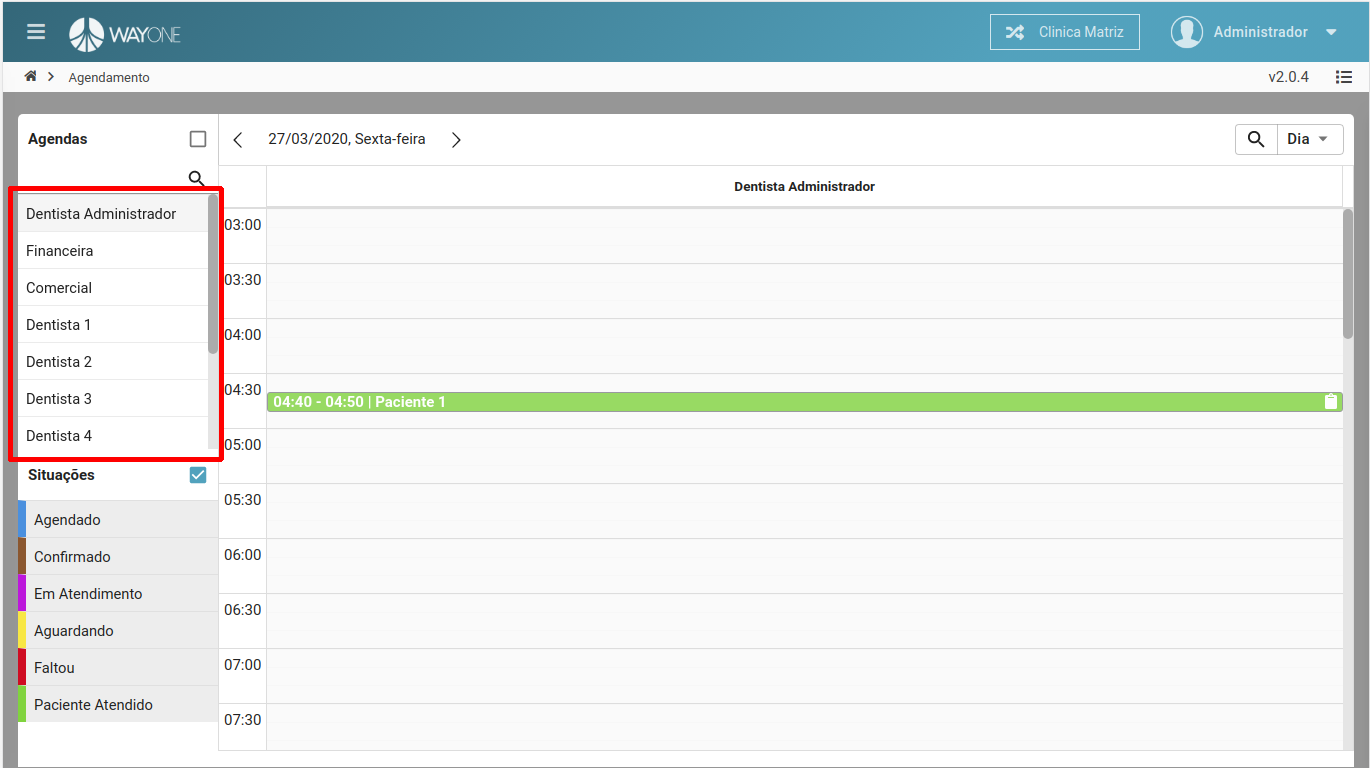 WAYONE
Clinica Matriz
Administrador
Agendamento
v2.0.4
Agendas
27/03/2020, Sexta-feira
Dia
Dentista Administrador
Dentista Administrador
Financeira
Comercial
Dentista 1
Dentista 2
Dentista 3
Dentista 4
Situações
Agendado
Confirmado
Em Atendimento
Aguardando
Faltou
Paciente Atendido
03:00
03:30
04:00
04:30
04:40 - 04:50 | Paciente 1
05:00
05:30
06:00
06:30
07:00
07:30